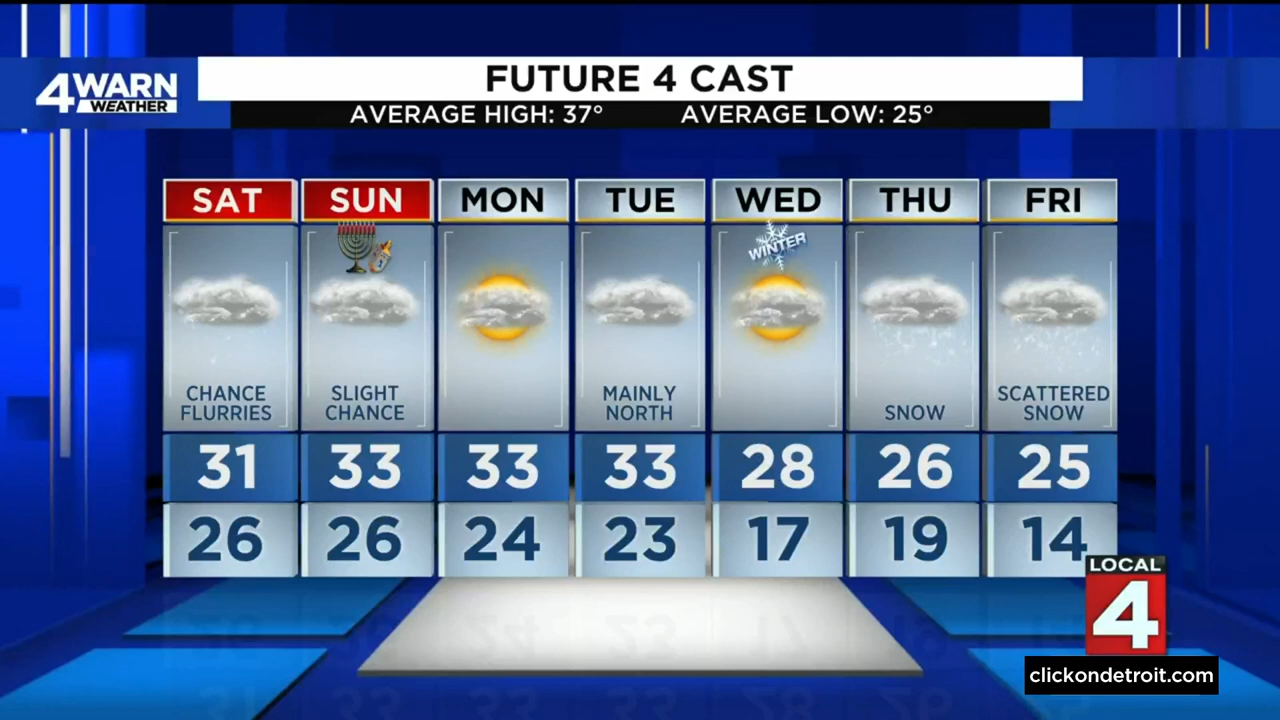 4WARN
WEATHER
FUTURE 4 CAST
AVERAGE HIGH: 37° AVERAGE LOW: 25°
SAT SUN MON TUE WED THU FRI
WINTER
CHANCE FLURRIES
SLIGHT CHANCE
MAINLY NORTH
SNOW
SCATTERED SNOW
31 33 33 33 28 26 25
26 26 24 23 17 19 14
LOCAL
4
clickondetroit.com